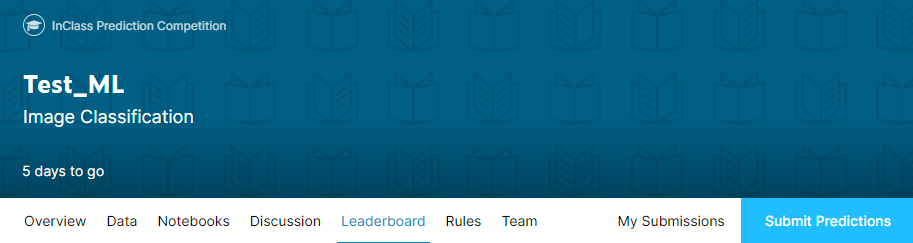 InClass Prediction Competition
Test_ML
Image Classification
5 days to go
Overview Data Notebooks Discussion Leaderboard Rules Team My Submissions Submit Predictions